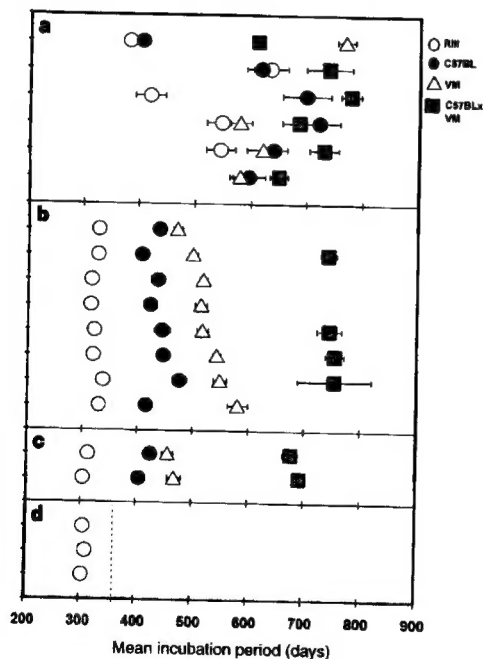 a
RIII
C57BL
VM
C57BLx
VM
b
c
d
200 300 400 500 600 700 800 900
Mean incubation period (days)